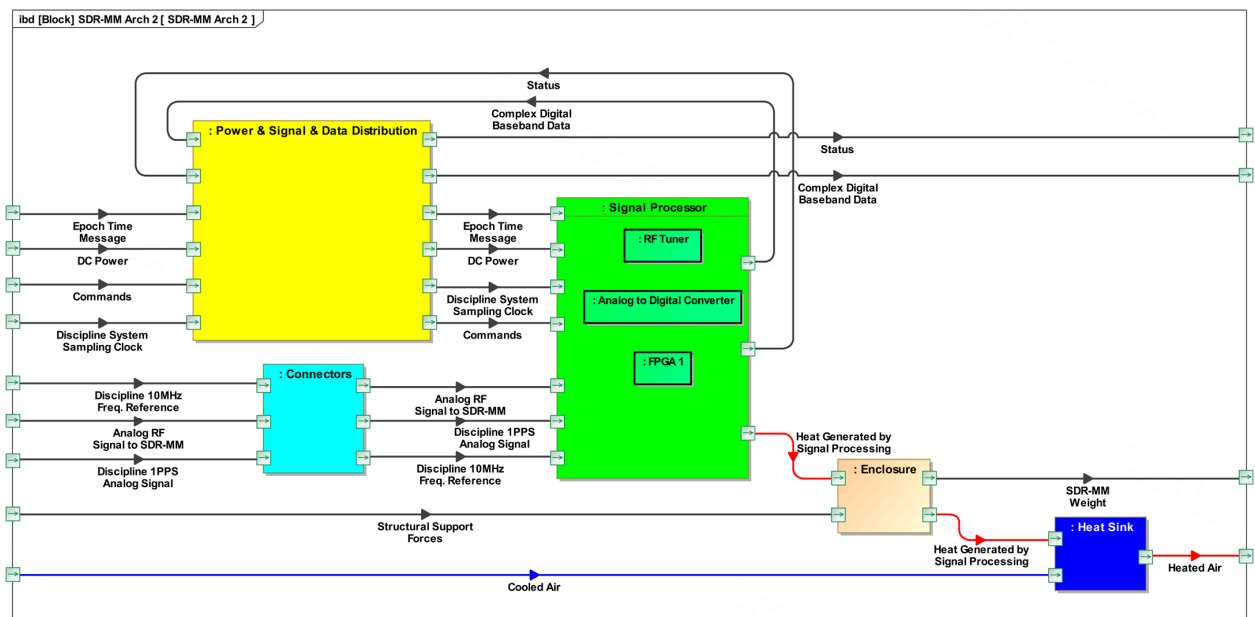 ibd [Block] SDR-MM Arch 2 [ SDR-MM Arch 2 ]
Status
Complex Digital
Baseband Data
: Power & Signal & Data Distribution
Status
Complex Digital
Baseband Data
Epoch Time
Message
DC Power
Commands
Discipline System
Sampling Clock
Epoch Time
Message
DC Power
Discipline System
Sampling Clock
Commands
: Signal Processor
: RF Tuner
: Analog to Digital Converter
: FPGA 1
: Connectors
Discipline 10MHz
Freq. Reference
Analog RF
Signal to SDR-MM
Discipline 1PPS
Analog Signal
Analog RF
Signal to SDR-MM
Discipline 1PPS
Analog Signal
Discipline 10MHz
Freq. Reference
Heat Generated by
Signal Processing
: Enclosure
SDR-MM
Weight
Structural Support
Forces
: Heat Sink
Heat Generated by
Signal Processing
Heated Air
Cooled Air